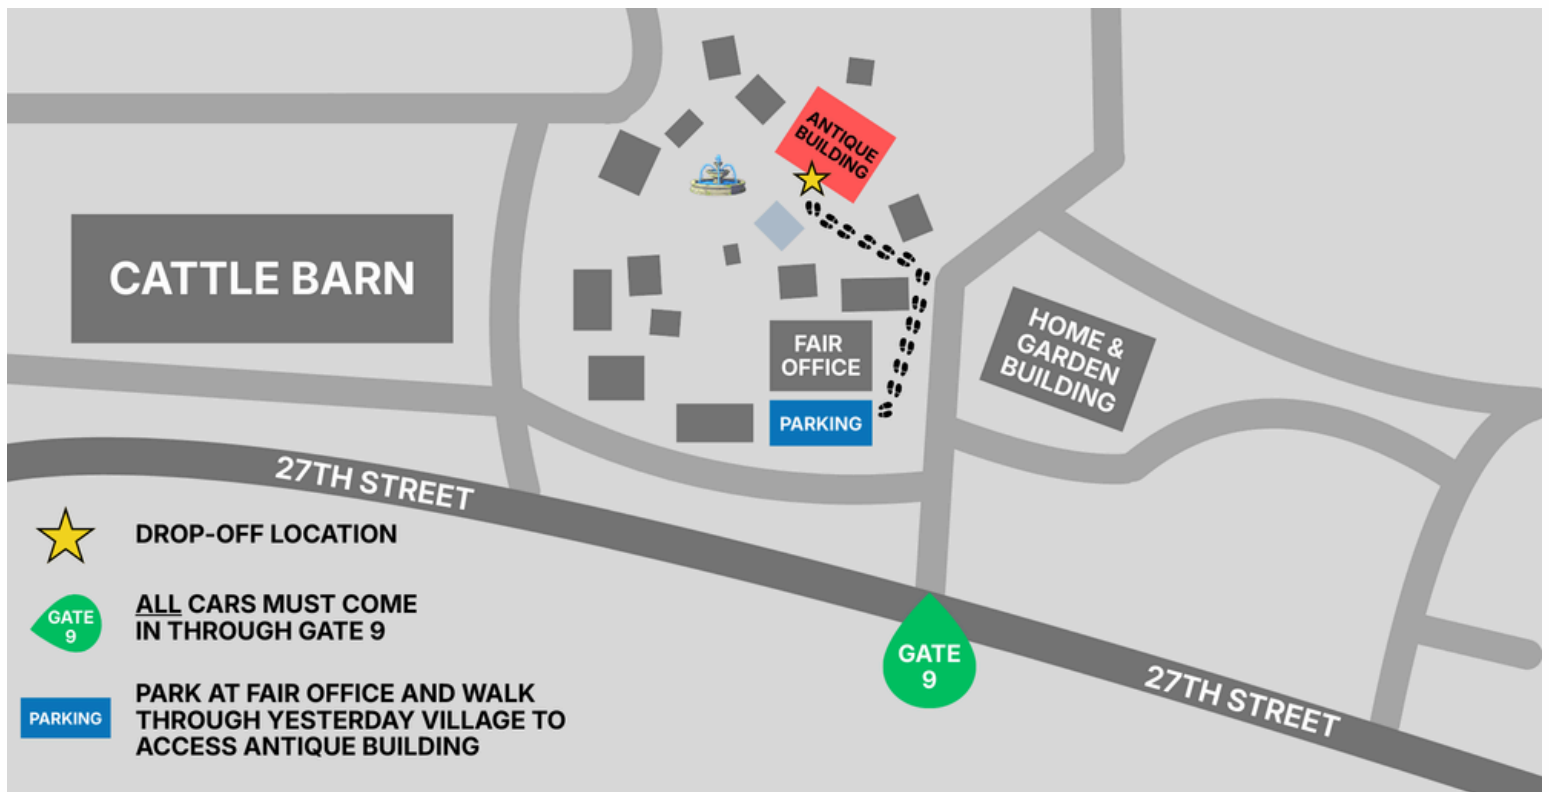 ANTIQUE
BUILDING
CATTLE BARN
HOME &
GARDEN
BUILDING
FAIR
OFFICE
PARKING
27TH STREET
DROP-OFF LOCATION
GATE
9
ALL CARS MUST COME
IN THROUGH GATE 9
GATE
9
27TH STREET
PARKING
PARK AT FAIR OFFICE AND WALK
THROUGH YESTERDAY VILLAGE TO
ACCESS ANTIQUE BUILDING